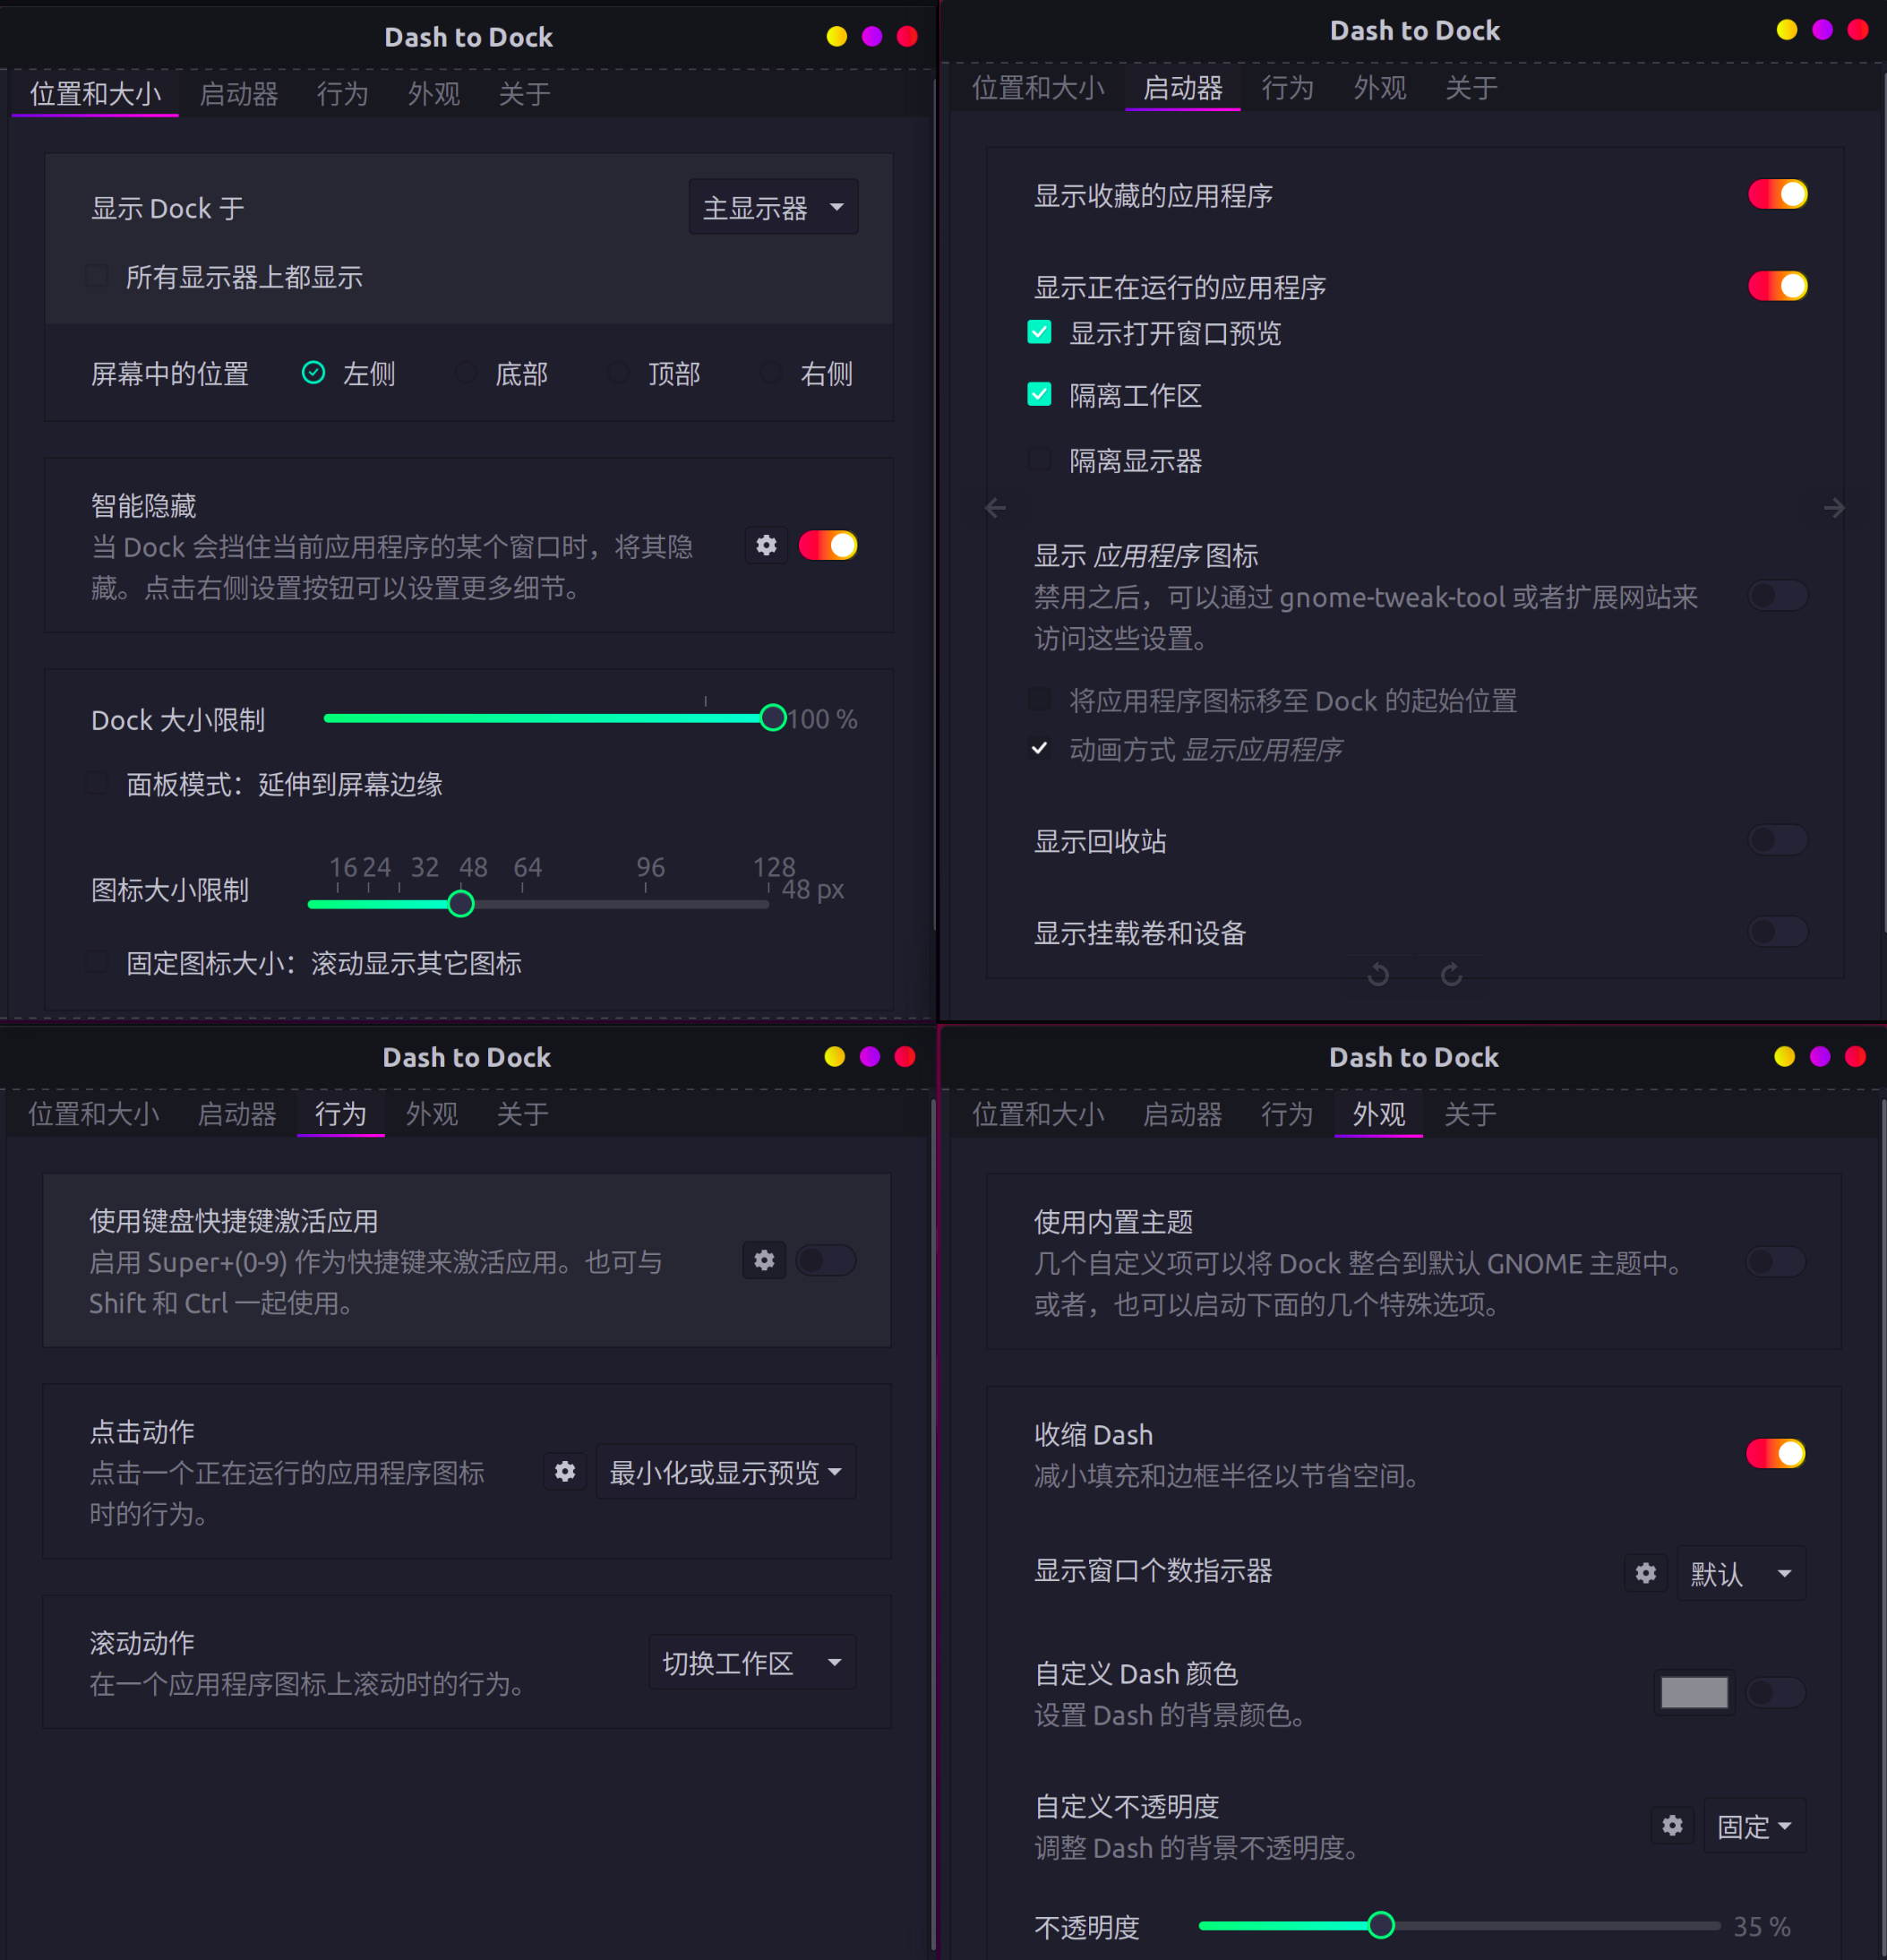 Dash to Dock
位置和大小 启动器 行为 外观 关于
显示 Dock 于 主显示器
所有显示器上都显示
屏幕中的位置 左侧 底部 顶部 右侧
智能隐藏
当 Dock 会挡住当前应用程序的某个窗口时，将其隐
藏。点击右侧设置按钮可以设置更多细节。
Dock 大小限制 100 %
面板模式：延伸到屏幕边缘
16 24 32 48 64 96 128
图标大小限制 48 px
固定图标大小：滚动显示其它图标
Dash to Dock
位置和大小 启动器 行为 外观 关于
显示收藏的应用程序
显示正在运行的应用程序
显示打开窗口预览
隔离工作区
隔离显示器
显示 应用程序 图标
禁用之后，可以通过 gnome-tweak-tool 或者扩展网站来
访问这些设置。
将应用程序图标移至 Dock 的起始位置
动画方式 显示应用程序
显示回收站
显示挂载卷和设备
Dash to Dock
位置和大小 启动器 行为 外观 关于
使用键盘快捷键激活应用
启用 Super+(0-9) 作为快捷键来激活应用。也可与
Shift 和 Ctrl 一起使用。
点击动作
点击一个正在运行的应用程序图标
时的行为。
最小化或显示预览
滚动动作
在一个应用程序图标上滚动时的行为。
切换工作区
Dash to Dock
位置和大小 启动器 行为 外观 关于
使用内置主题
几个自定义项可以将 Dock 整合到默认 GNOME 主题中。
或者，也可以启动下面的几个特殊选项。
收缩 Dash
减小填充和边框半径以节省空间。
显示窗口个数指示器 默认
自定义 Dash 颜色
设置 Dash 的背景颜色。
自定义不透明度
调整 Dash 的背景不透明度。
固定
不透明度 35 %